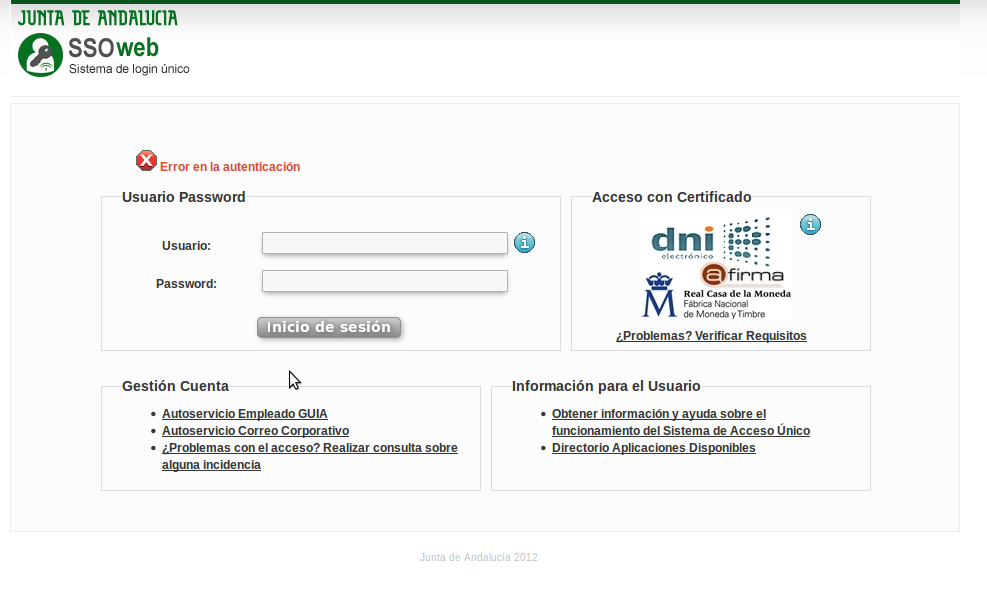 JUNTA DE ANDALUCIA
SSOweb
Sistema de login único
Error en la autenticación
Usuario Password
Usuario:
Password:
Inicio de sesión
Acceso con Certificado
dni
electrónico
@firma
Real Casa de la Moneda
Fábrica Nacional
de Moneda y Timbre
¿Problemas? Verificar Requisitos
Gestión Cuenta
Autoservicio Empleado GUIA
Autoservicio Correo Corporativo
¿Problemas con el acceso? Realizar consulta sobre
alguna incidencia
Información para el Usuario
Obtener información y ayuda sobre el
funcionamiento del Sistema de Acceso Único
Directorio Aplicaciones Disponibles
Junta de Andalucía 2012